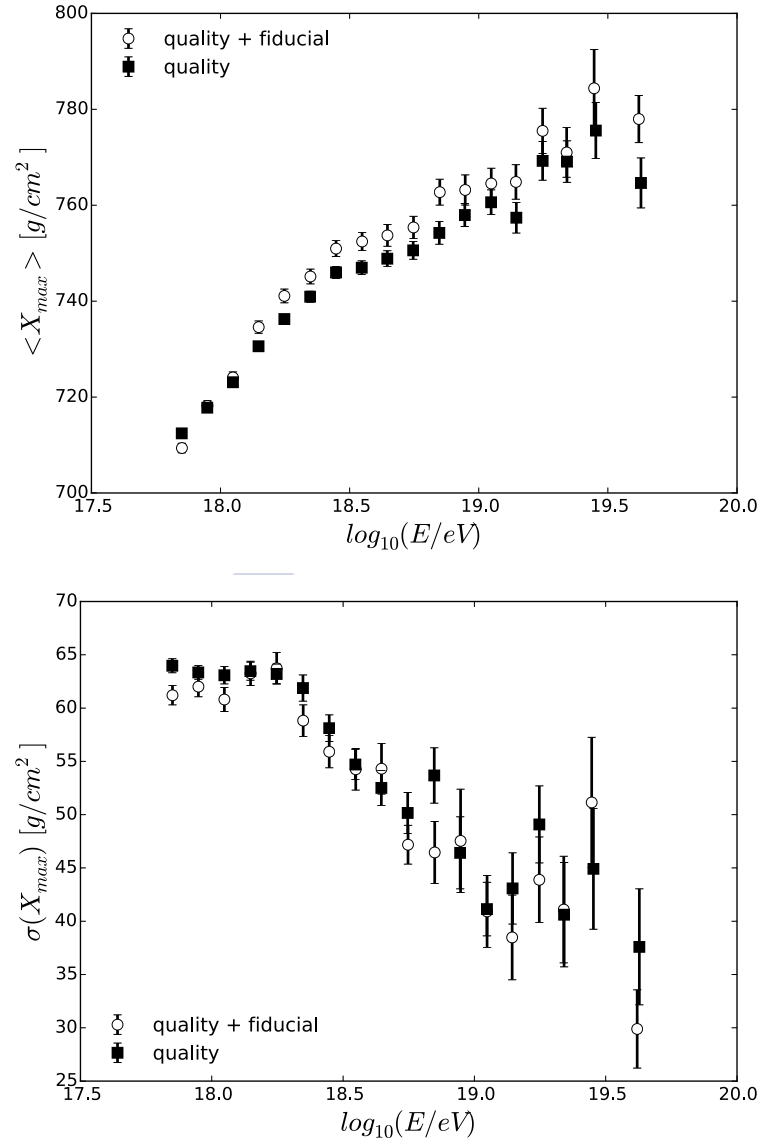 800
780
760
740
720
700
<X_max> [g/cm^2]
quality + fiducial
quality
17.5 18.0 18.5 19.0 19.5 20.0
log_10(E/eV)
70
65
60
55
50
45
40
35
30
25
σ(X_max) [g/cm^2]
quality + fiducial
quality
17.5 18.0 18.5 19.0 19.5 20.0
log_10(E/eV)